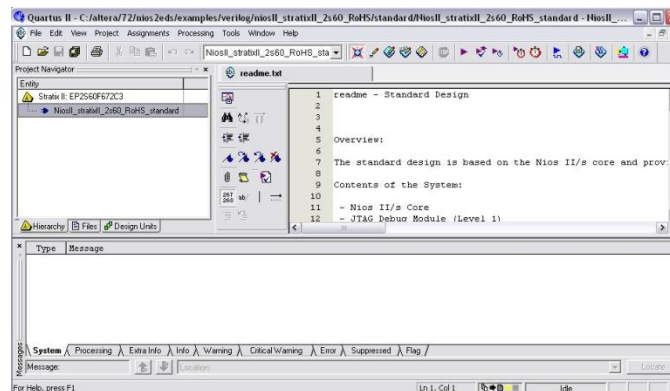 Quartus II - C:/altera/72/nios2eds/examples/verilog/niosII_stratixII_2s60_RoHS/standard/NiosII_stratixII_2s60_RoHS_standard - NiosII_...
File Edit View Project Assignments Processing Tools Window Help
NiosII_stratixII_2s60_RoHS_sta
Project Navigator
readme.txt
Entity
Stratix II: EP2S60F672C3
NiosII_stratixII_2s60_RoHS_standard
1 readme - Standard Design
2
3
4
5 Overview:
6
7 The standard design is based on the Nios II/s core and prov
8
9 Contents of the System:
10
11 - Nios II/s Core
12 - JTAG Debug Module (Level 1)
267
268
ab/
Hierarchy Files Design Units
Type Message
System Processing Extra Info Info Warning Critical Warning Error Suppressed Flag
Messages
Message:
Location:
Locate
For Help, press F1
Ln 1, Col 1
Idle